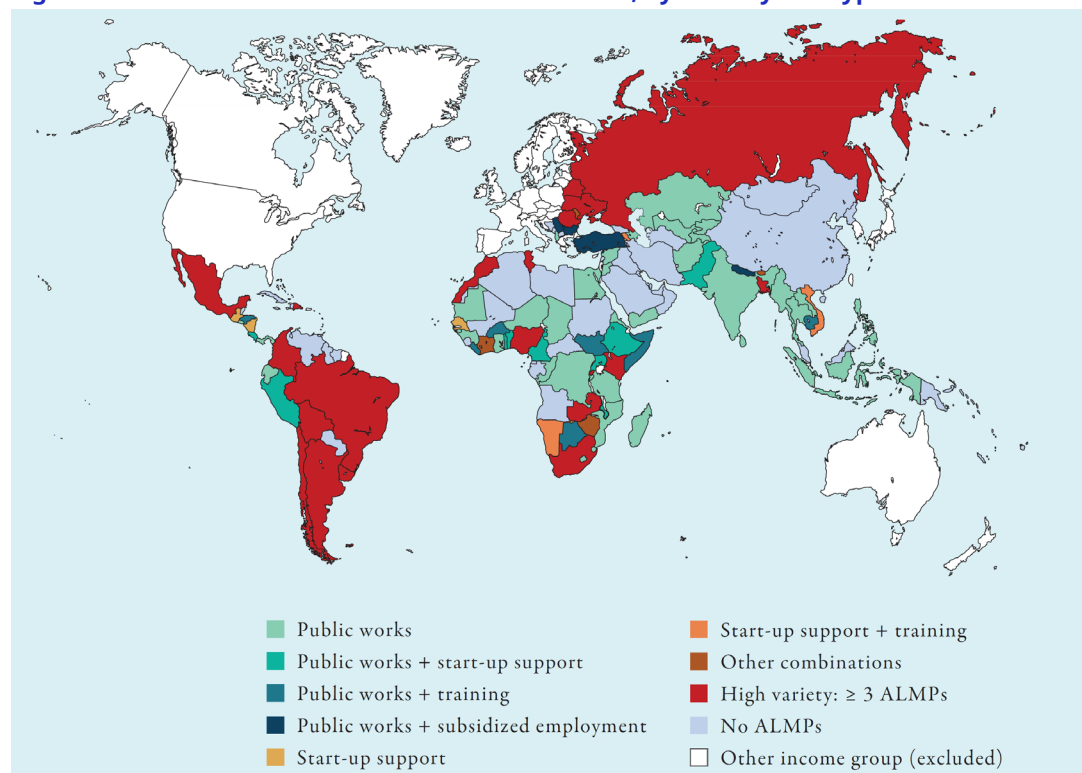 Public works
Public works + start-up support
Public works + training
Public works + subsidized employment
Start-up support
Start-up support + training
Other combinations
High variety: ≥ 3 ALMPs
No ALMPs
Other income group (excluded)